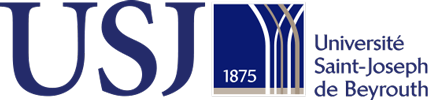 USJ
1875
Université
Saint-Joseph
de Beyrouth